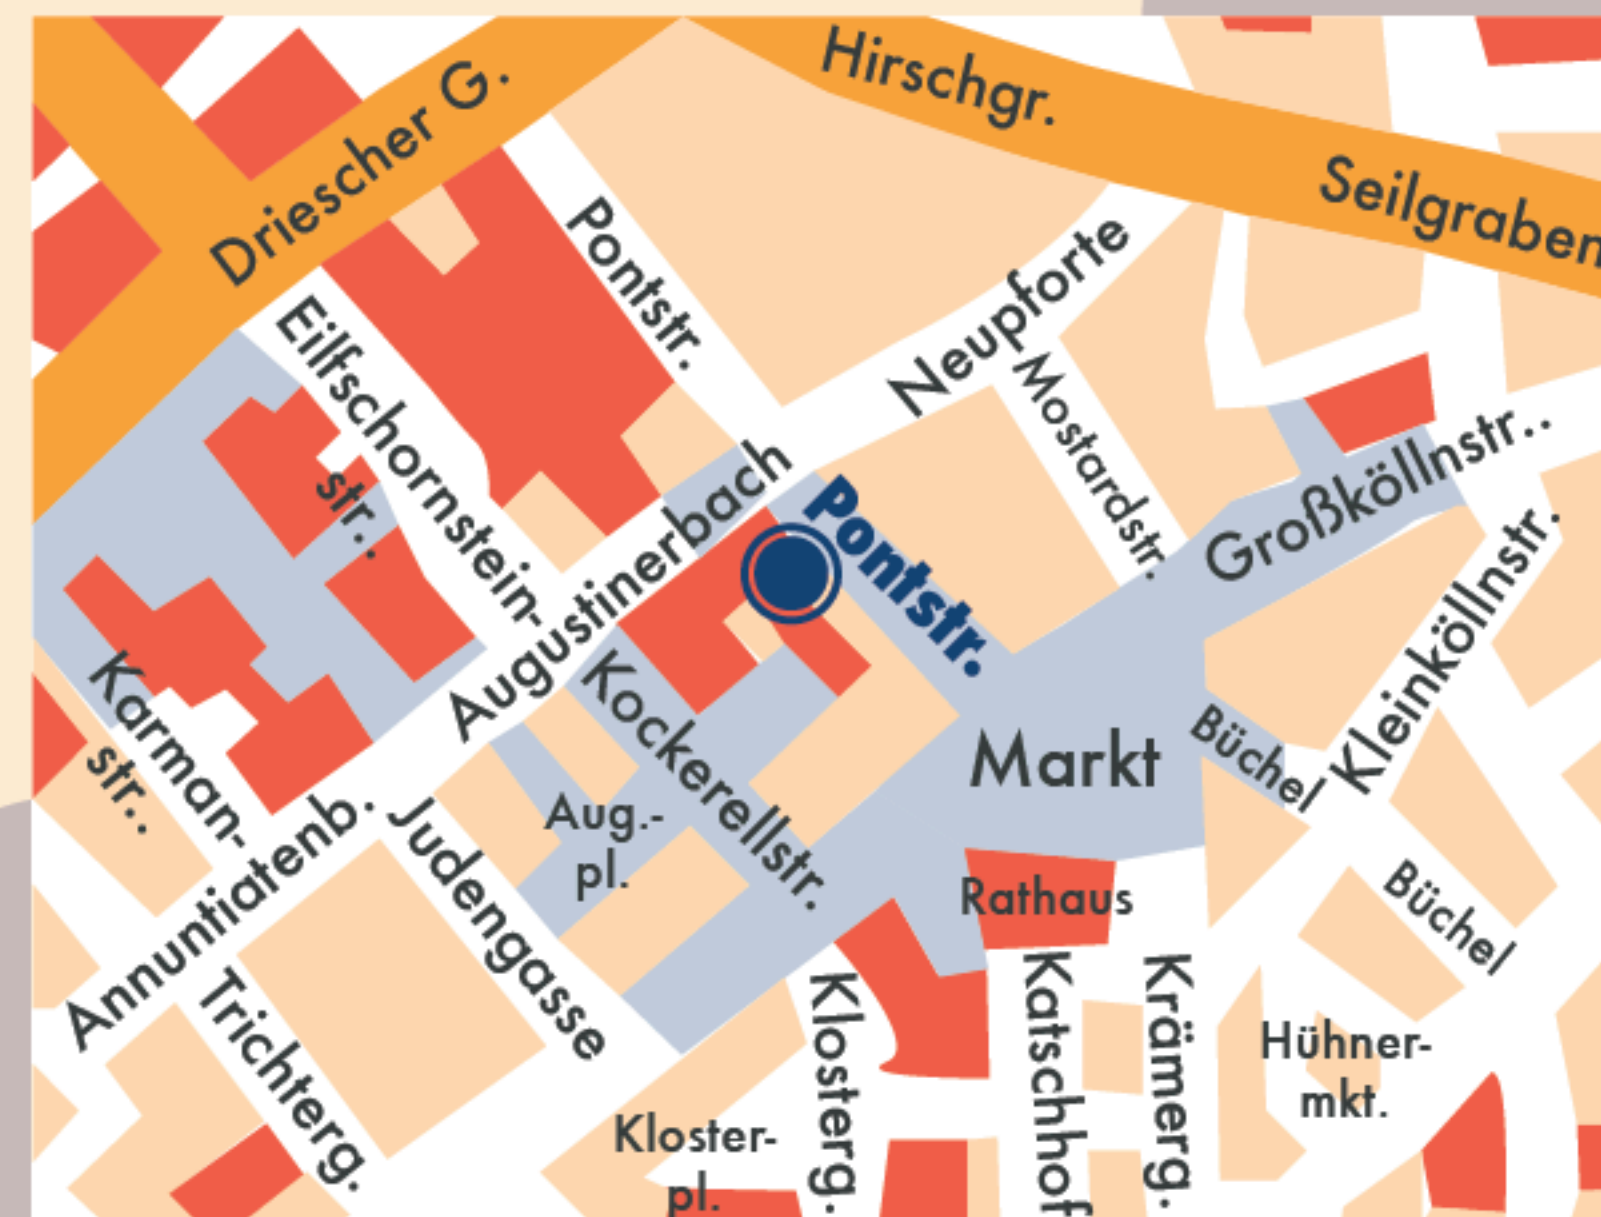 Hirschgr.
Driescher G.
Seilgraben
Pontstr.
Neupforte
Eilfschornstein-
str..
Mostardstr.
Großköllnstr..
Augustinerbach
Pontstr.
Kleinköllnstr.
Karman-
str..
Kockerellstr.
Markt
Büchel
Aug.-
pl.
Annuntiatenb.
Judengasse
Rathaus
Büchel
Trichterg.
Klosterg.
Katschhof
Krämerg.
Hühner-
mkt.
Kloster-
pl.